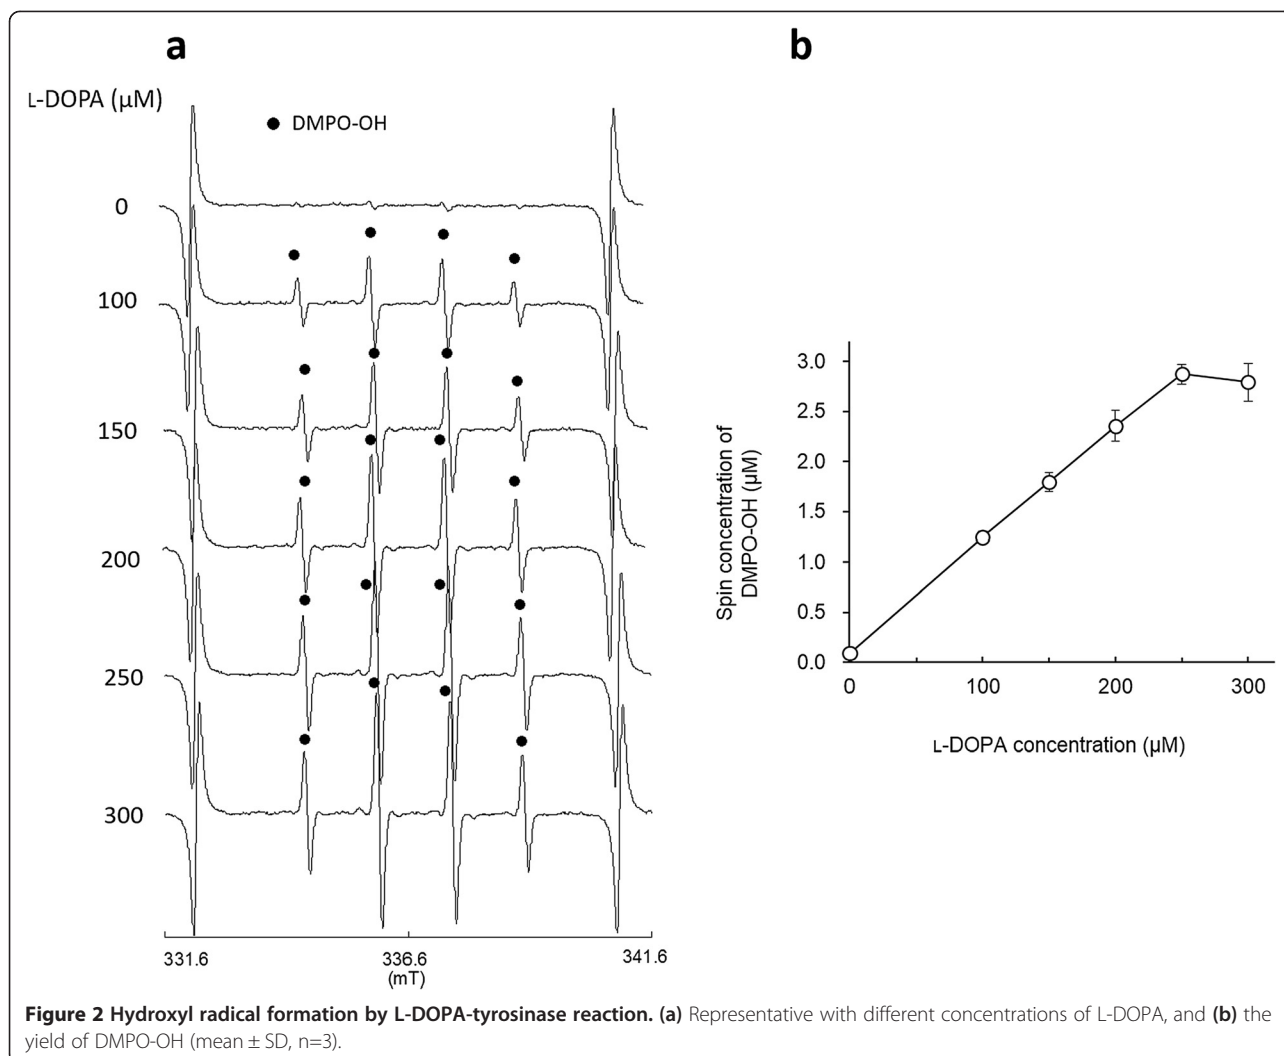 a
b
L-DOPA (μM)
● DMPO-OH
0
100
150
200
250
300
331.6
336.6
341.6
(mT)
Spin concentration of
DMPO-OH (μM)
3.0
2.5
2.0
1.5
1.0
0.5
0.0
0
100
200
300
L-DOPA concentration (μM)
Figure 2 Hydroxyl radical formation by L-DOPA-tyrosinase reaction. (a) Representative with different concentrations of L-DOPA, and (b) the
yield of DMPO-OH (mean ± SD, n=3).